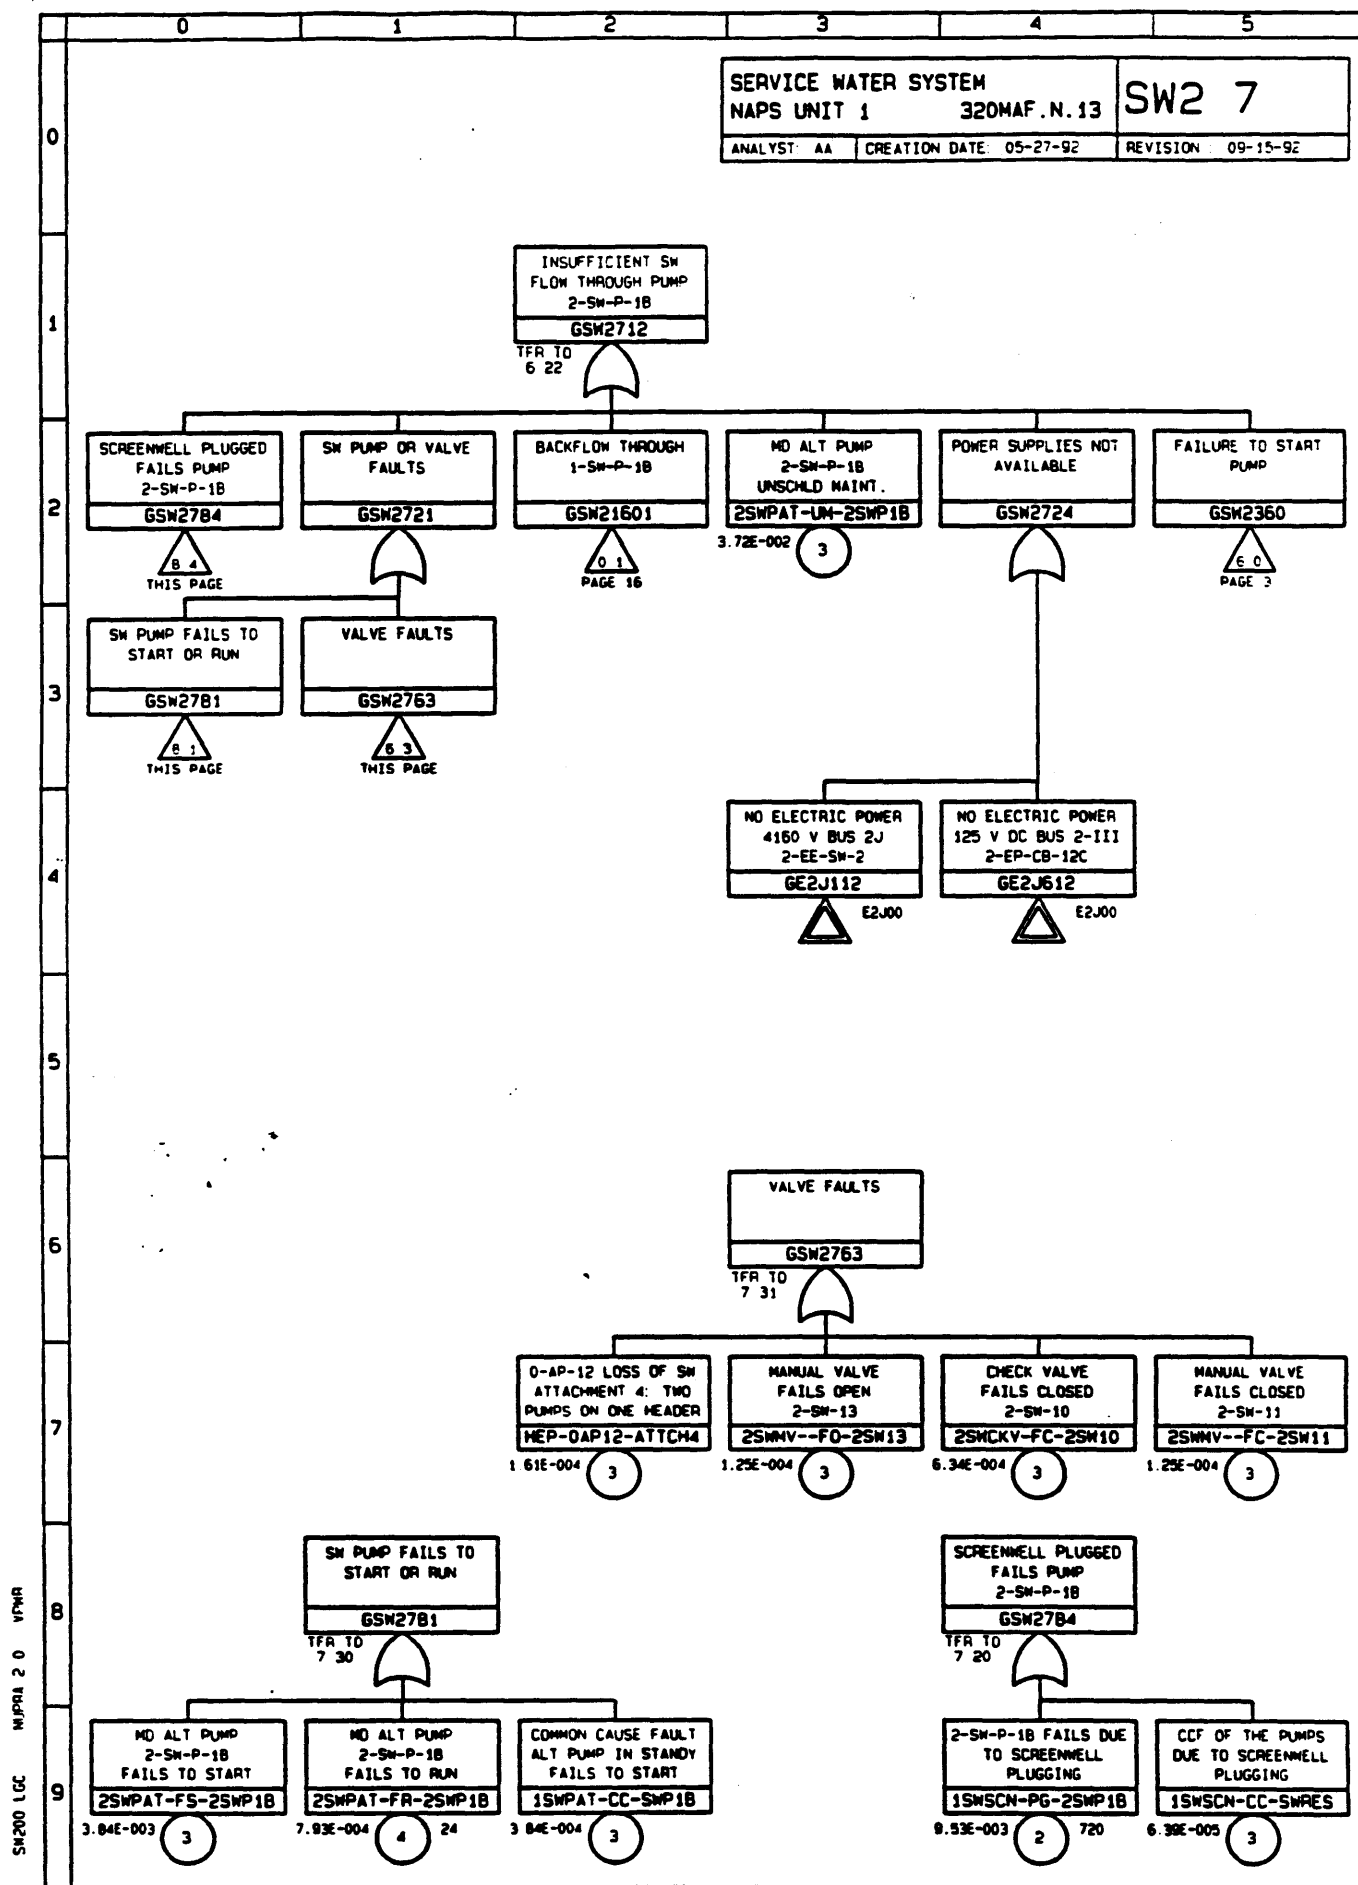 0 1 2 3 4 5
SERVICE WATER SYSTEM
NAPS UNIT 1 320MAF.N.13
SW2 7
ANALYST: AA CREATION DATE: 05-27-92 REVISION : 09-15-92
0
1
2
3
4
5
6
7
8
9
INSUFFICIENT SW
FLOW THROUGH PUMP
2-SW-P-1B
GSW2712
TFR TO
6 22
SCREENWELL PLUGGED
FAILS PUMP
2-SW-P-1B
GSW27B4
8 4
THIS PAGE
SW PUMP OR VALVE
FAULTS
GSW2721
BACKFLOW THROUGH
1-SW-P-1B
GSW21601
0 1
PAGE 16
MD ALT PUMP
2-SW-P-1B
UNSCHLD MAINT.
2SWPAT-UM-2SWP1B
3.72E-002
3
POWER SUPPLIES NOT
AVAILABLE
GSW2724
FAILURE TO START
PUMP
GSW2360
6 0
PAGE 3
SW PUMP FAILS TO
START OR RUN
GSW27B1
8 1
THIS PAGE
VALVE FAULTS
GSW2763
6 3
THIS PAGE
NO ELECTRIC POWER
4160 V BUS 2J
2-EE-SW-2
GE2J112
E2J00
NO ELECTRIC POWER
125 V DC BUS 2-III
2-EP-CB-12C
GE2J612
E2J00
VALVE FAULTS
GSW2763
TFR TO
7 31
0-AP-12 LOSS OF SW
ATTACHMENT 4: TWO
PUMPS ON ONE HEADER
HEP-0AP12-ATTCH4
1.61E-004
3
MANUAL VALVE
FAILS OPEN
2-SW-13
2SWMV--FO-2SW13
1.25E-004
3
CHECK VALVE
FAILS CLOSED
2-SW-10
2SWCKV-FC-2SW10
6.34E-004
3
MANUAL VALVE
FAILS CLOSED
2-SW-11
2SWMV--FC-2SW11
1.25E-004
3
SW PUMP FAILS TO
START OR RUN
GSW27B1
TFR TO
7 30
SCREENWELL PLUGGED
FAILS PUMP
2-SW-P-1B
GSW27B4
TFR TO
7 20
MD ALT PUMP
2-SW-P-1B
FAILS TO START
2SWPAT-FS-2SWP1B
3.84E-003
3
MD ALT PUMP
2-SW-P-1B
FAILS TO RUN
2SWPAT-FR-2SWP1B
7.93E-004
4
24
COMMON CAUSE FAULT
ALT PUMP IN STANDY
FAILS TO START
1SWPAT-CC-SWP1B
3 84E-004
3
2-SW-P-1B FAILS DUE
TO SCREENWELL
PLUGGING
1SWSCN-PG-2SWP1B
9.53E-003
2
720
CCF OF THE PUMPS
DUE TO SCREENWELL
PLUGGING
1SWSCN-CC-SWRES
6.39E-005
3
SW200 LGC NUPRA 2 0 VPWR